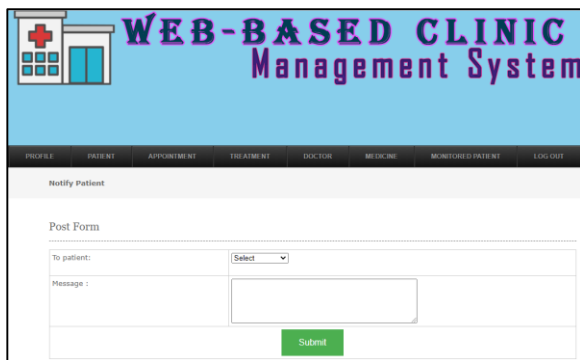 WEB-BASED CLINIC
Management System
PROFILE PATIENT APPOINTMENT TREATMENT DOCTOR MEDICINE MONITORED PATIENT LOG OUT
Notify Patient
Post Form
To patient: Select
Message :
Submit